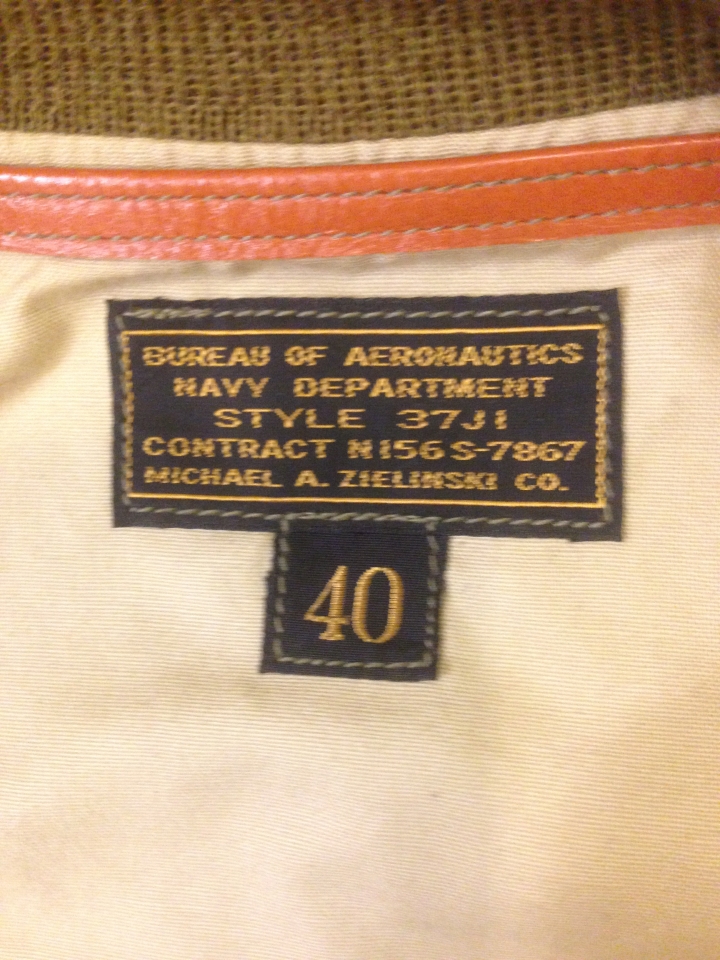 BUREAU OF AERONAUTICS
NAVY DEPARTMENT
STYLE 37J1
CONTRACT N156S-7867
MICHAEL A. ZIELINSKI CO.
40